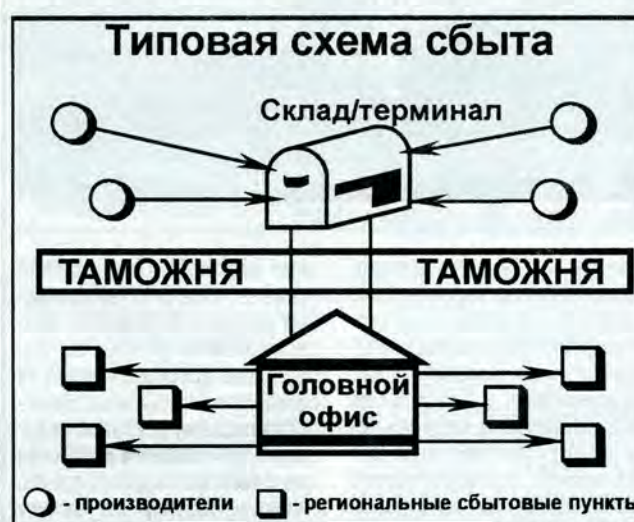 Типовая схема сбыта
Склад/терминал
ТАМОЖНЯ ТАМОЖНЯ
Головной
офис
- производители - региональные сбытовые пункты